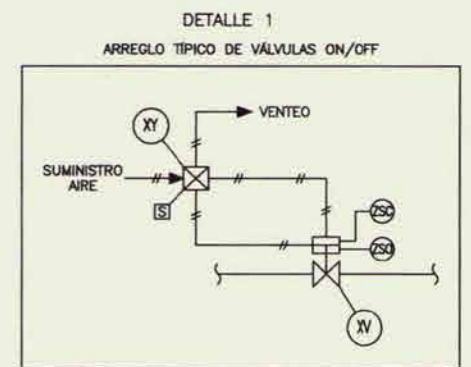 DETALLE 1
ARREGLO TÍPICO DE VÁLVULAS ON/OFF
XY
VENTEO
SUMINISTRO
AIRE
S
ZSC
ZSO
XV